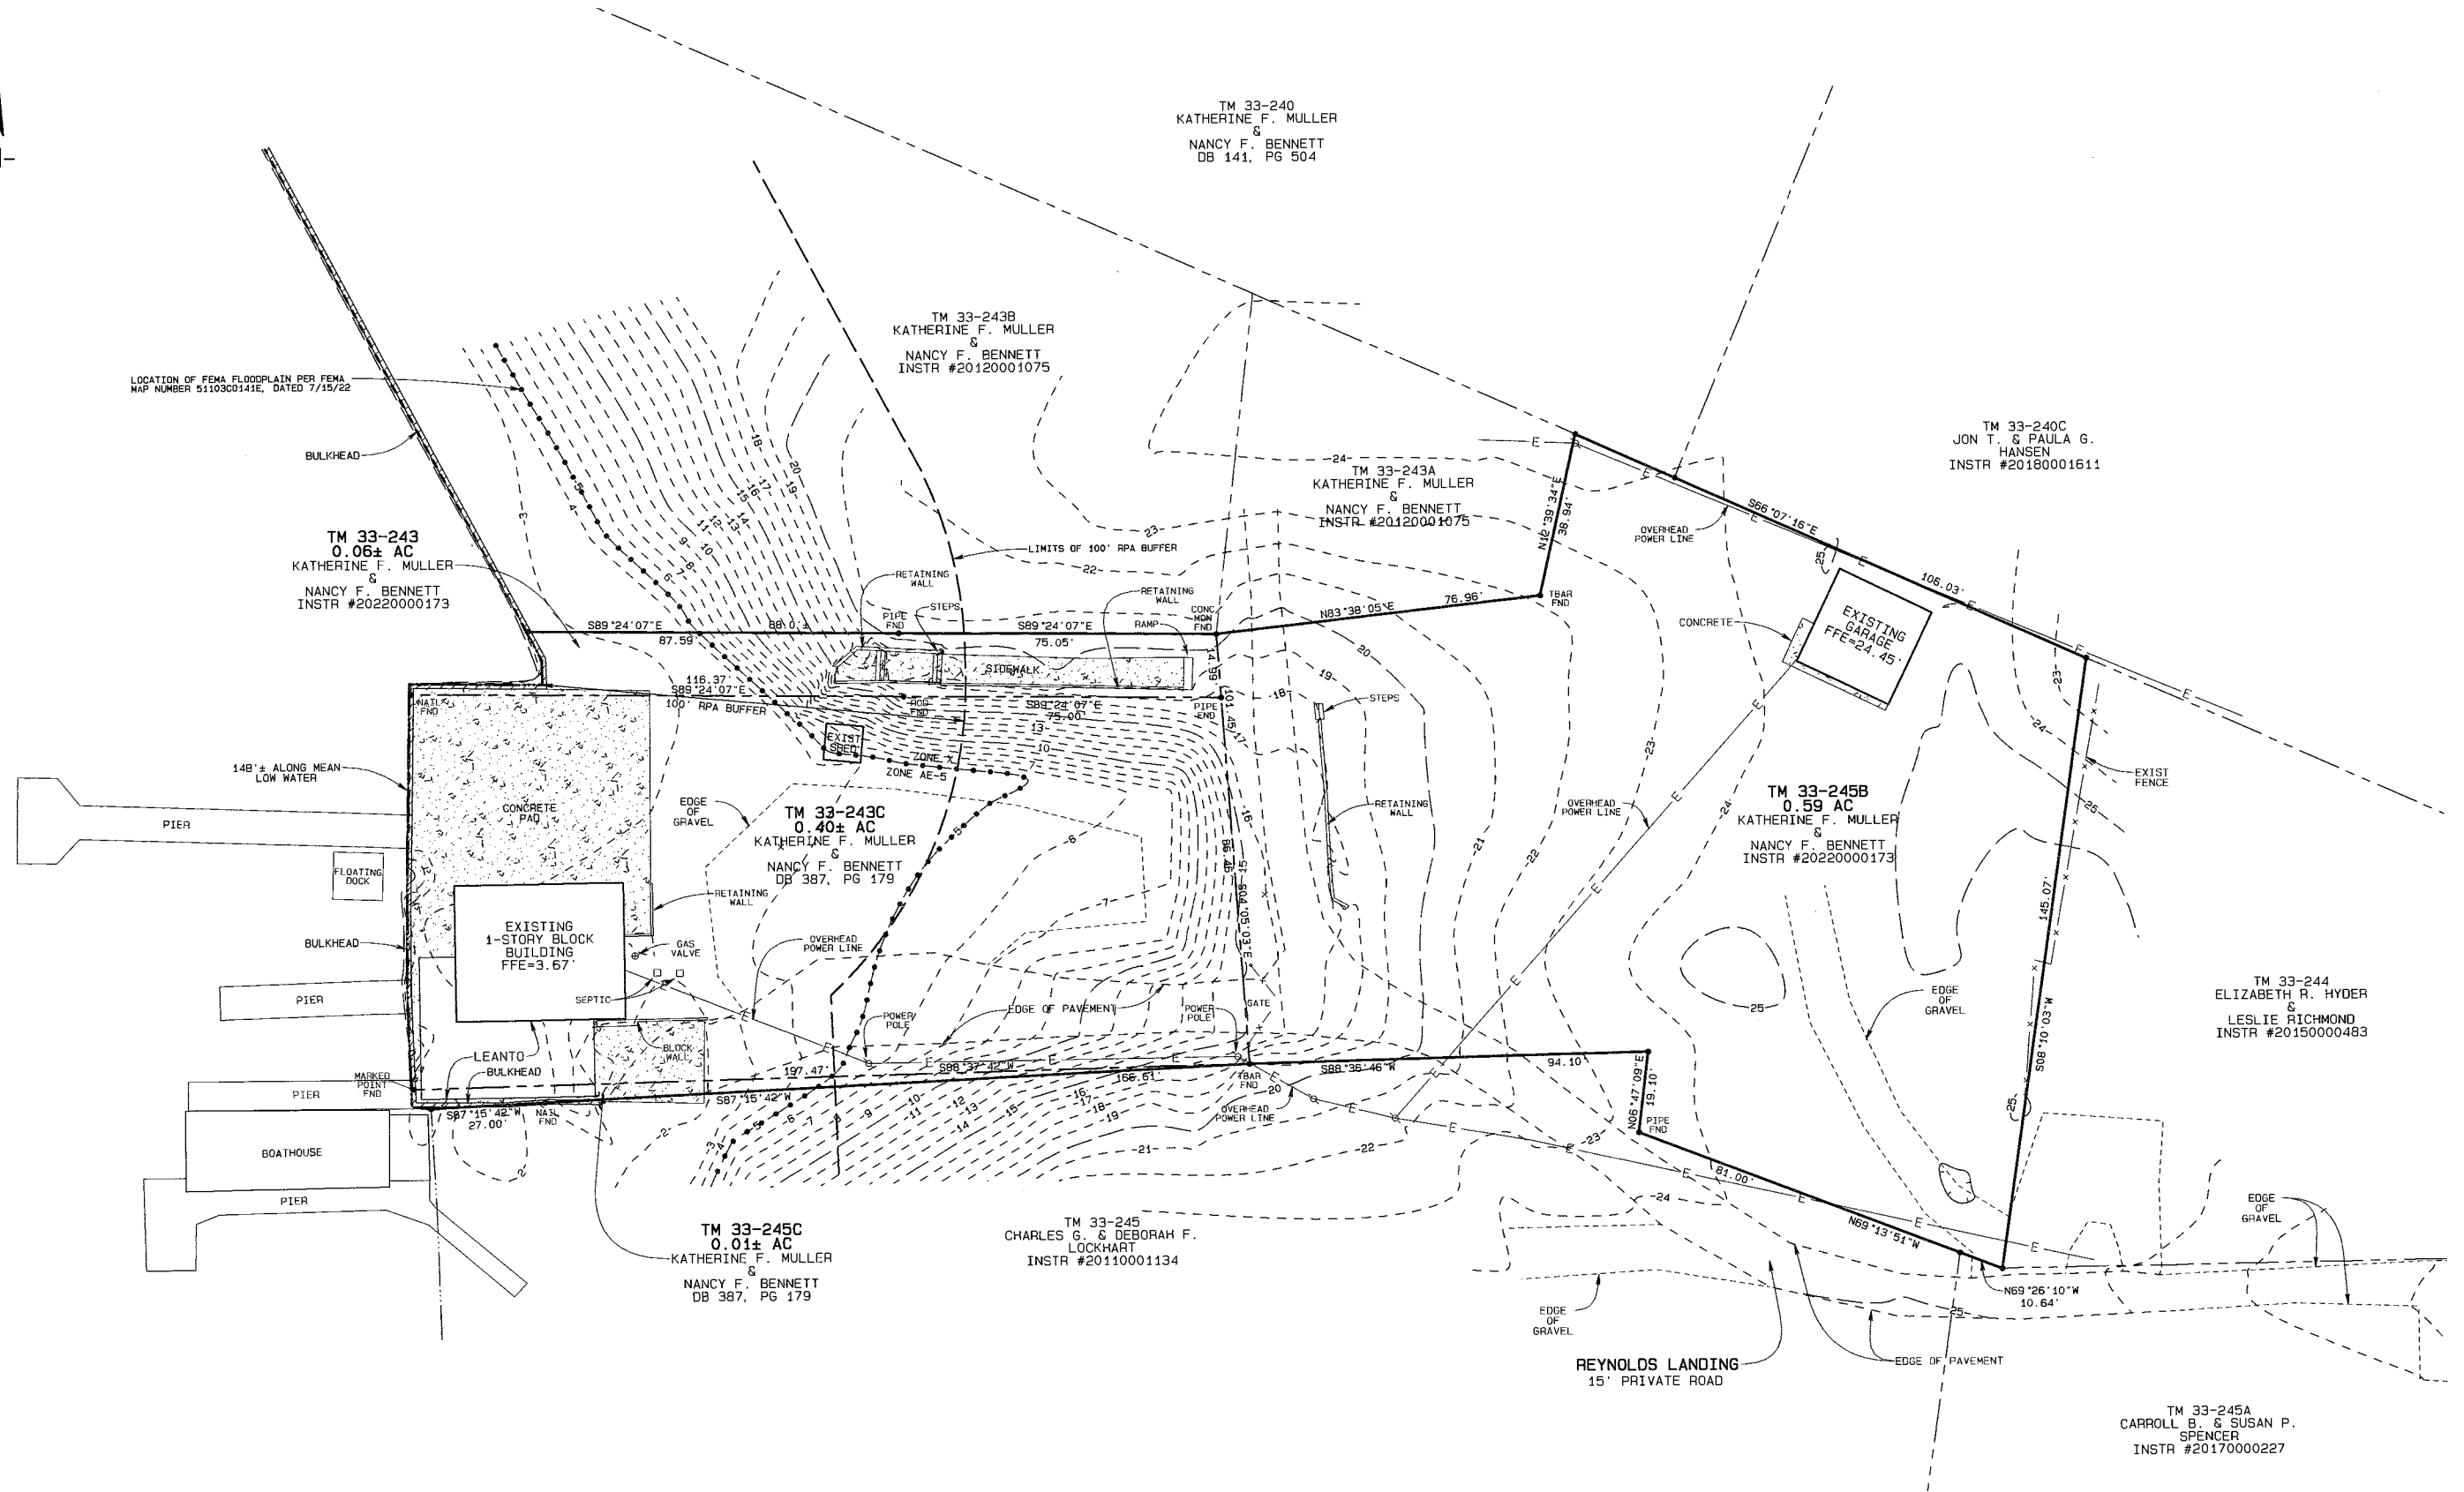 TM 33-240
KATHERINE F. MULLER
&
NANCY F. BENNETT
DB 141, PG 504
TM 33-243B
KATHERINE F. MULLER
&
NANCY F. BENNETT
INSTR #20120001075
LOCATION OF FEMA FLOODPLAIN PER FEMA
MAP NUMBER 51103C0141E, DATED 7/15/22
BULKHEAD
TM 33-243A
KATHERINE F. MULLER
&
NANCY F. BENNETT
INSTR #20120001075
TM 33-240C
JON T. & PAULA G.
HANSEN
INSTR #20180001611
TM 33-243
0.06± AC
KATHERINE F. MULLER
&
NANCY F. BENNETT
INSTR #20220000173
LIMITS OF 100' RPA BUFFER
OVERHEAD
POWER LINE
S66°07'16"E
106.03'
N12°39'34"E
38.94'
TBAR
FND
RETAINING
WALL
STEPS
RETAINING
WALL
RAMP
CONC
MON
FND
PIPE
FND
N83°38'05"E
76.96'
S89°24'07"E
87.59'
88.0'±
S89°24'07"E
75.05'
14.99'
SIDEWALK
EXISTING
GARAGE
FFE=24.45'
CONCRETE
116.37'
S89°24'07"E
100' RPA BUFFER
ROD
FND
S89°24'07"E
75.00'
PIPE
FND
101.45'
STEPS
NAIL
FND
EXIST
SHED
ZONE X
ZONE AE-5
148'± ALONG MEAN
LOW WATER
PIER
CONCRETE
PAD
FLOATING
DOCK
EDGE
OF
GRAVEL
TM 33-243C
0.40± AC
KATHERINE F. MULLER
&
NANCY F. BENNETT
DB 387, PG 179
RETAINING
WALL
86.46'
S04°05'03"E
RETAINING
WALL
OVERHEAD
POWER LINE
TM 33-245B
0.59 AC
KATHERINE F. MULLER
&
NANCY F. BENNETT
INSTR #20220000173
EXIST
FENCE
145.07'
S08°10'03"W
EXISTING
1-STORY BLOCK
BUILDING
FFE=3.67'
BULKHEAD
GAS
VALVE
OVERHEAD
POWER LINE
SEPTIC
PIER
POWER
POLE
EDGE OF PAVEMENT
POWER
POLE
GATE
EDGE
OF
GRAVEL
TM 33-244
ELIZABETH R. HYDER
&
LESLIE RICHMOND
INSTR #20150000483
LEANTO
BULKHEAD
BLOCK
WALL
MARKED
POINT
FND
PIER
S87°15'42"W
27.00'
NAIL
FND
197.47'
S87°15'42"W
S88°37'42"W
166.61'
TBAR
FND
S88°36'46"W
94.10'
OVERHEAD
POWER LINE
N06°47'09"E
19.10'
PIPE
FND
81.00'
N69°13'51"W
N69°26'10"W
10.64'
BOATHOUSE
PIER
TM 33-245C
0.01± AC
KATHERINE F. MULLER
&
NANCY F. BENNETT
DB 387, PG 179
TM 33-245
CHARLES G. & DEBORAH F.
LOCKHART
INSTR #20110001134
EDGE
OF
GRAVEL
EDGE
OF
GRAVEL
REYNOLDS LANDING
15' PRIVATE ROAD
EDGE OF PAVEMENT
TM 33-245A
CARROLL B. & SUSAN P.
SPENCER
INSTR #20170000227